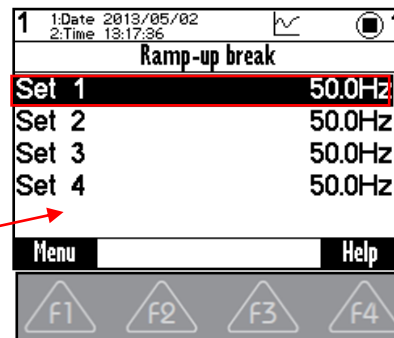 1 1:Date 2013/05/02
2:Time 13:17:36
Ramp-up break
Set 1 50.0Hz
Set 2 50.0Hz
Set 3 50.0Hz
Set 4 50.0Hz
Menu Help
F1 F2 F3 F4